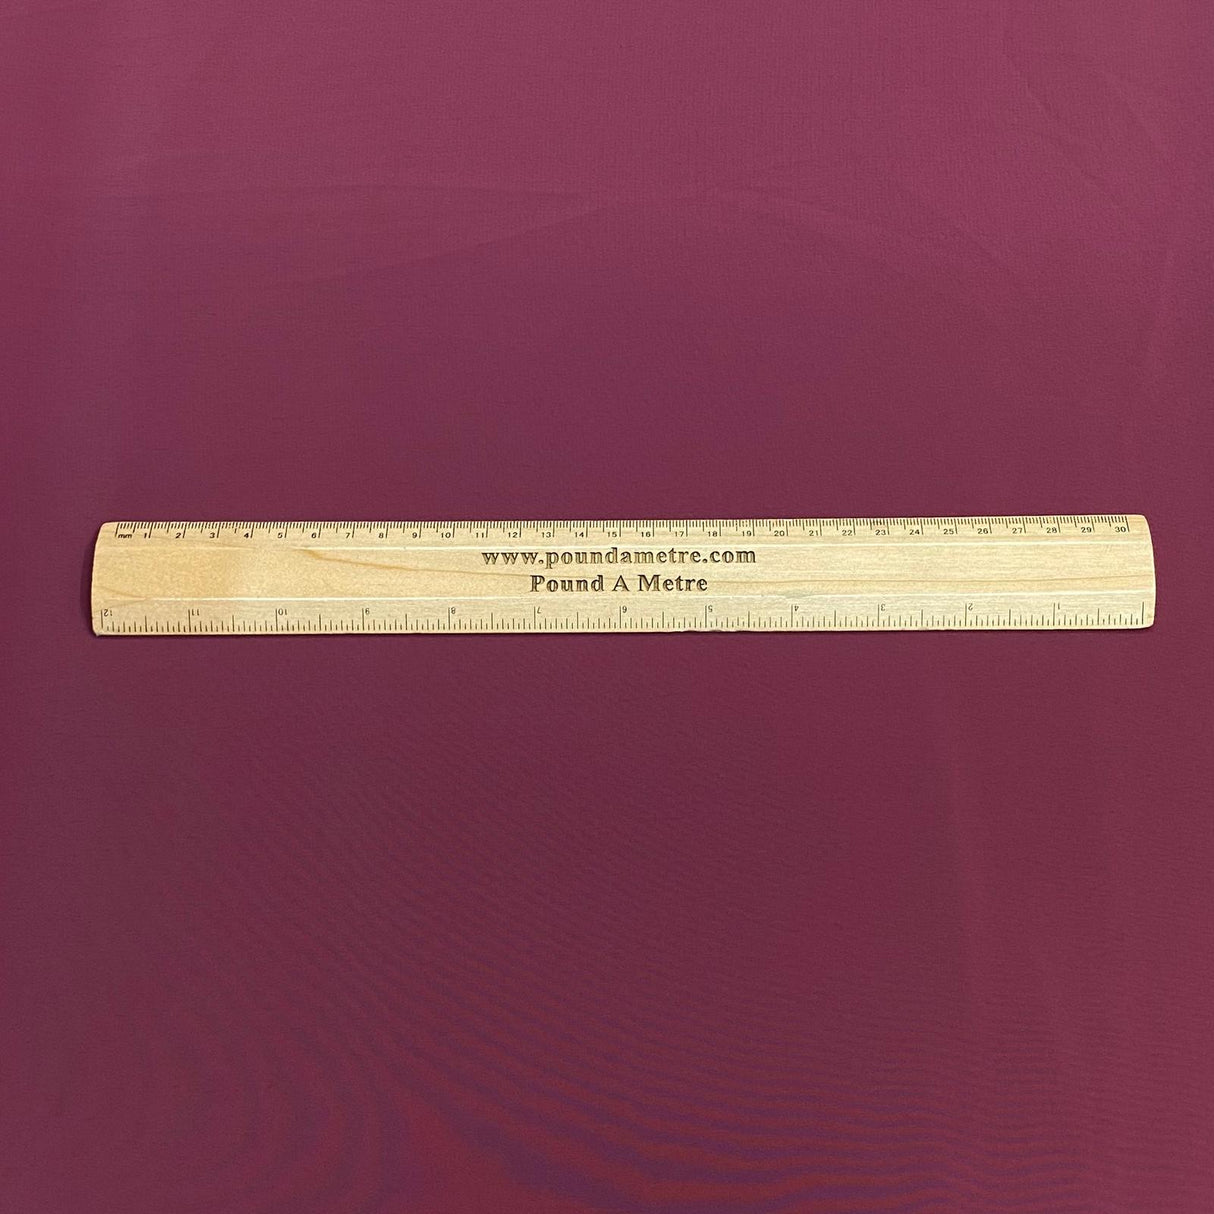 mm 1 2 3 4 5 6 7 8 9 10 11 12 13 14 15 16 17 18 19 20 21 22 23 24 25 26 27 28 29 30
www.poundametre.com
Pound A Metre
12 11 10 9 8 7 6 5 4 3 2 1